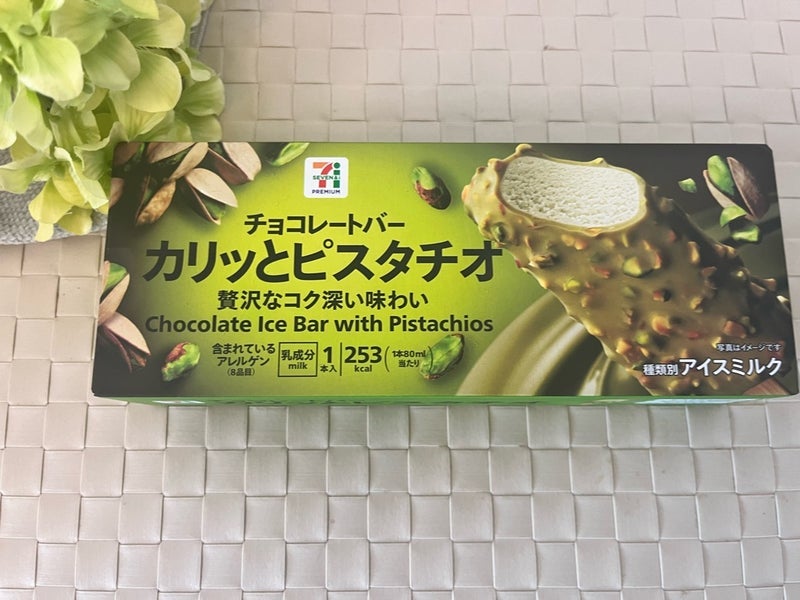 7i
SEVEN & i
PREMIUM
チョコレートバー
カリッとピスタチオ
贅沢なコク深い味わい
Chocolate Ice Bar with Pistachios
含まれている
アレルゲン
(8品目)
乳成分
milk
1
本入
253
kcal
(1本80ml
当たり)
写真はイメージです
種類別アイスミルク